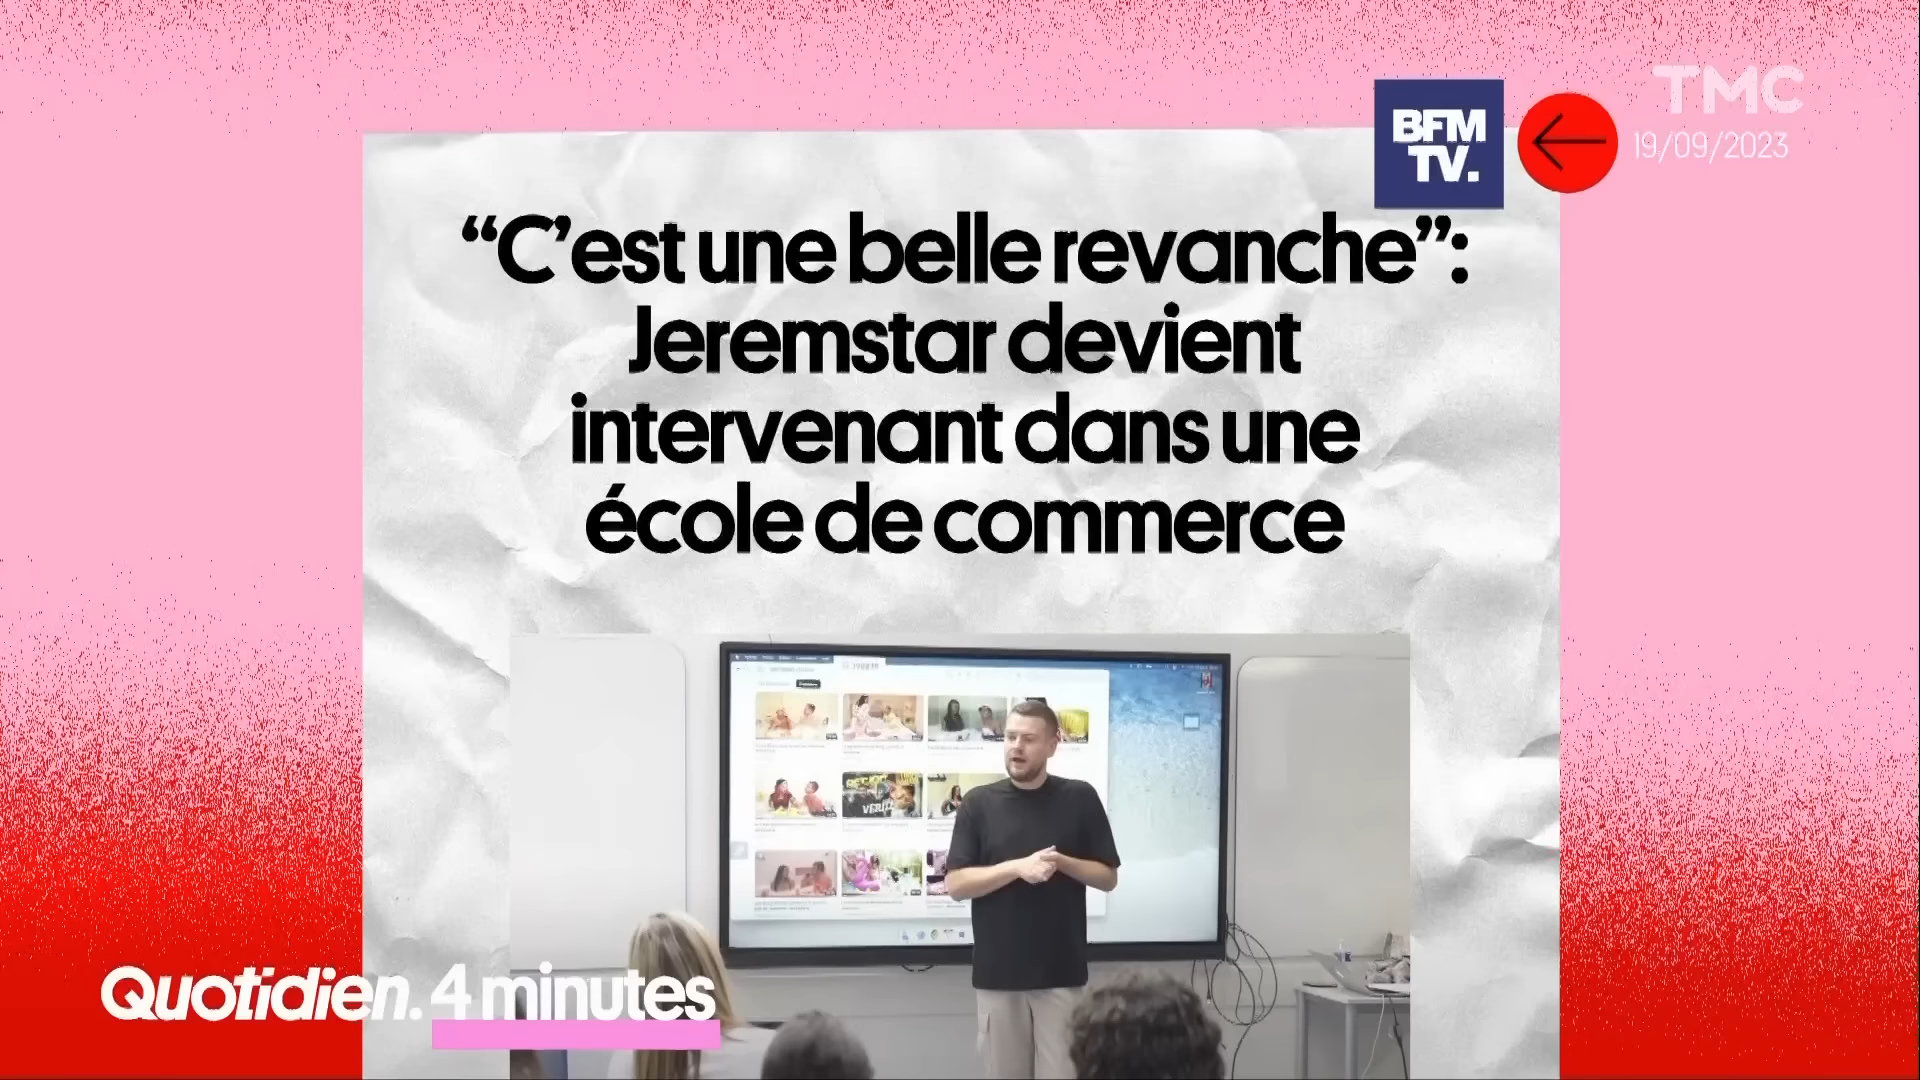 TMC
BFM
TV.
19/09/2023
“C’est une belle revanche”:
Jeremstar devient
intervenant dans une
école de commerce
Quotidien. 4 minutes